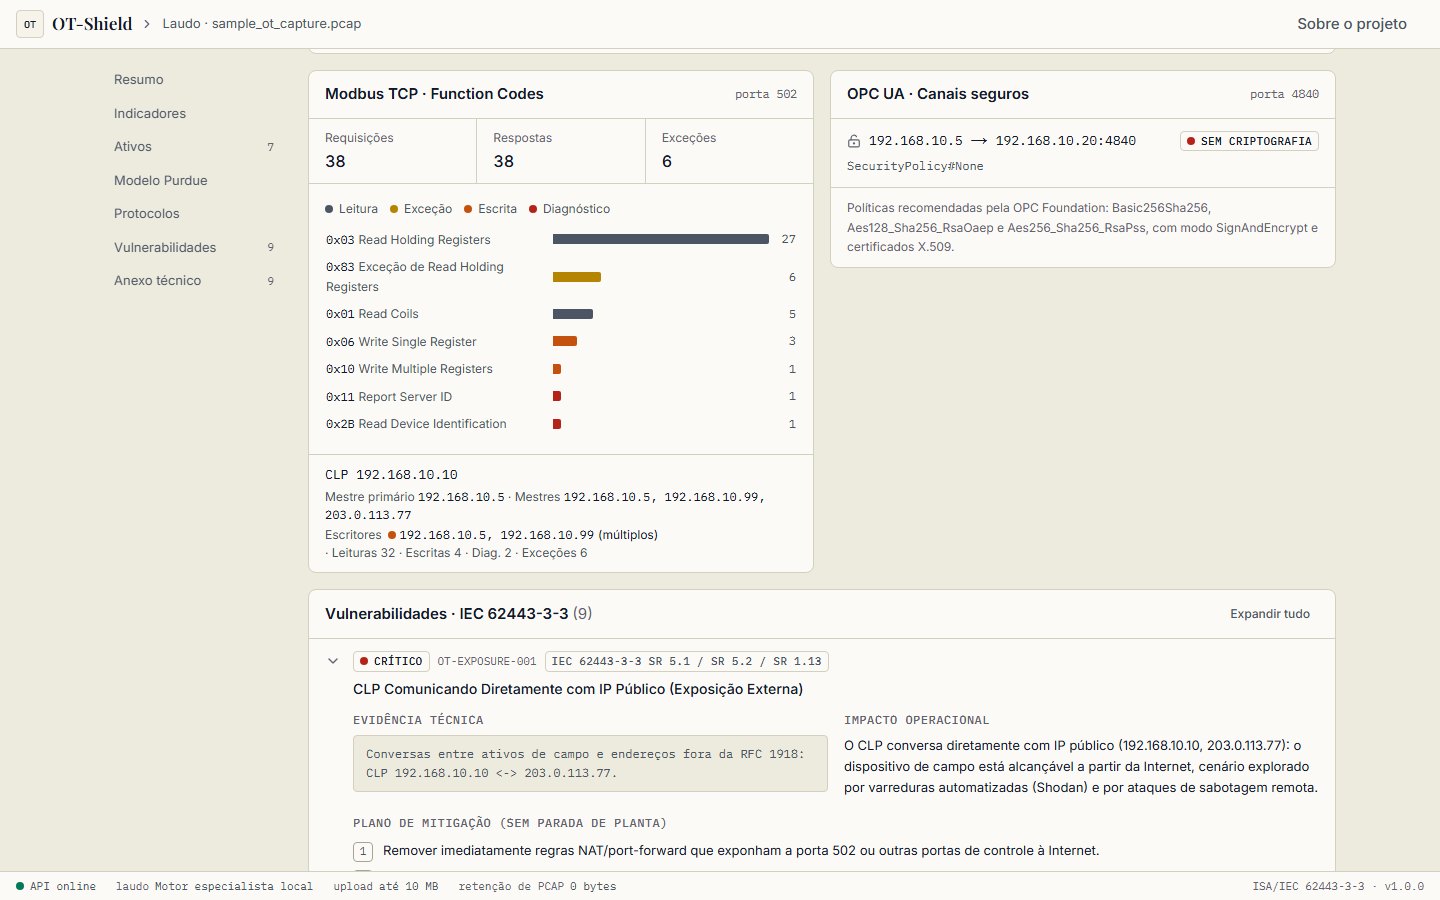 OT OT-Shield > Laudo · sample_ot_capture.pcap
Sobre o projeto
Resumo
Indicadores
Ativos 7
Modelo Purdue
Protocolos
Vulnerabilidades 9
Anexo técnico 9
Modbus TCP · Function Codes porta 502
Requisições Respostas Exceções
38 38 6
Leitura Exceção Escrita Diagnóstico
0x03 Read Holding Registers 27
0x83 Exceção de Read Holding
Registers 6
0x01 Read Coils 5
0x06 Write Single Register 3
0x10 Write Multiple Registers 1
0x11 Report Server ID 1
0x2B Read Device Identification 1
CLP 192.168.10.10
Mestre primário 192.168.10.5 · Mestres 192.168.10.5, 192.168.10.99,
203.0.113.77
Escritores 192.168.10.5, 192.168.10.99 (múltiplos)
· Leituras 32 · Escritas 4 · Diag. 2 · Exceções 6
OPC UA · Canais seguros porta 4840
192.168.10.5 → 192.168.10.20:4840 SEM CRIPTOGRAFIA
SecurityPolicy#None
Políticas recomendadas pela OPC Foundation: Basic256Sha256,
Aes128_Sha256_RsaOaep e Aes256_Sha256_RsaPss, com modo SignAndEncrypt e
certificados X.509.
Vulnerabilidades · IEC 62443-3-3 (9) Expandir tudo
CRÍTICO OT-EXPOSURE-001 IEC 62443-3-3 SR 5.1 / SR 5.2 / SR 1.13
CLP Comunicando Diretamente com IP Público (Exposição Externa)
EVIDÊNCIA TÉCNICA
Conversas entre ativos de campo e endereços fora da RFC 1918:
CLP 192.168.10.10 <-> 203.0.113.77.
IMPACTO OPERACIONAL
O CLP conversa diretamente com IP público (192.168.10.10, 203.0.113.77): o
dispositivo de campo está alcançável a partir da Internet, cenário explorado
por varreduras automatizadas (Shodan) e por ataques de sabotagem remota.
PLANO DE MITIGAÇÃO (SEM PARADA DE PLANTA)
1 Remover imediatamente regras NAT/port-forward que exponham a porta 502 ou outras portas de controle à Internet.
API online laudo Motor especialista local upload até 10 MB retenção de PCAP 0 bytes
ISA/IEC 62443-3-3 · v1.0.0